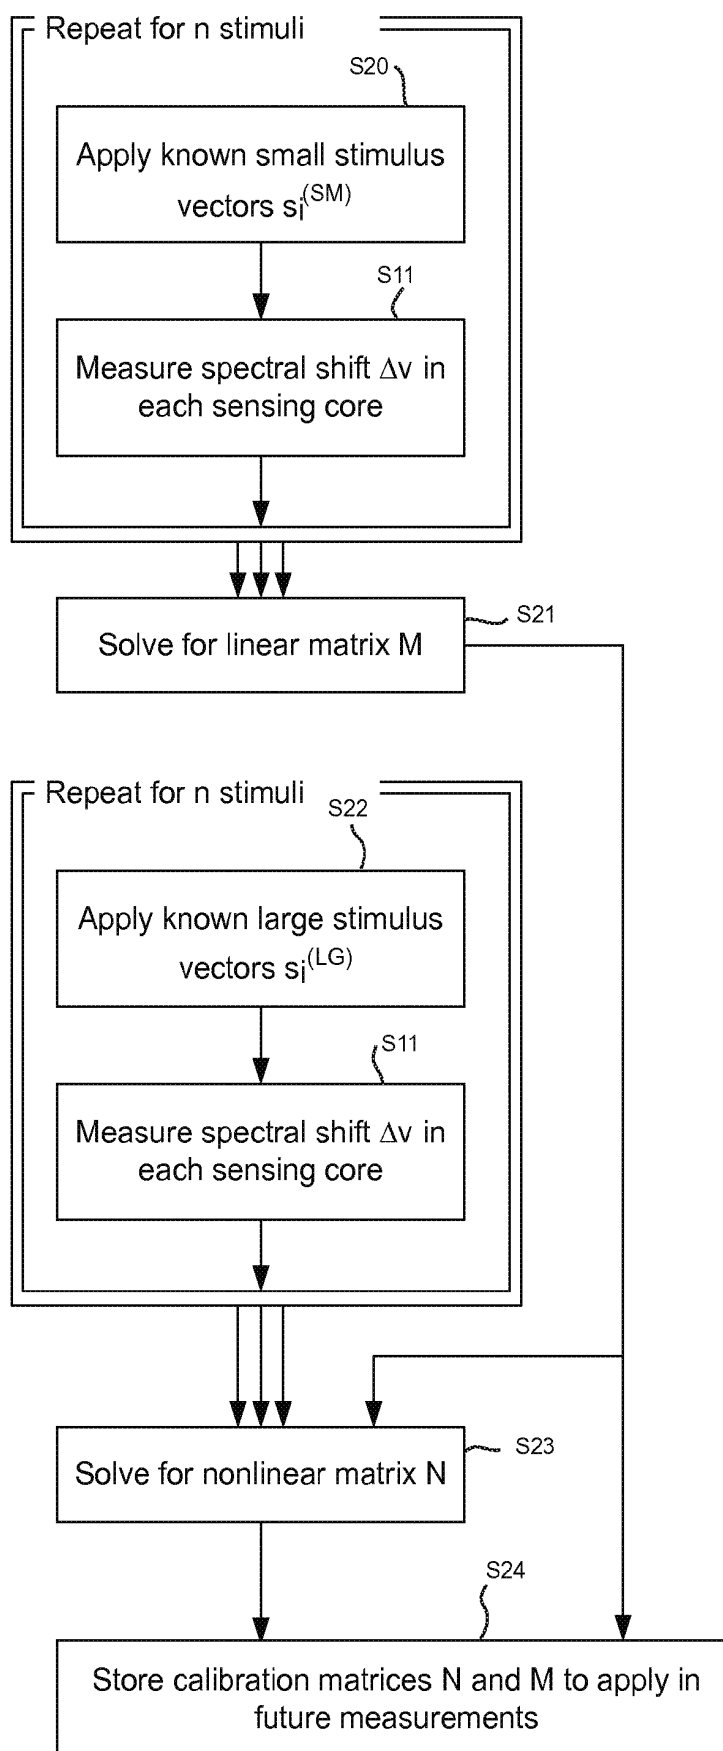 Repeat for n stimuli
S20
Apply known small stimulus
vectors si(SM)
S11
Measure spectral shift Δv in
each sensing core
S21
Solve for linear matrix M
Repeat for n stimuli
S22
Apply known large stimulus
vectors si(LG)
S11
Measure spectral shift Δv in
each sensing core
S23
Solve for nonlinear matrix N
S24
Store calibration matrices N and M to apply in
future measurements